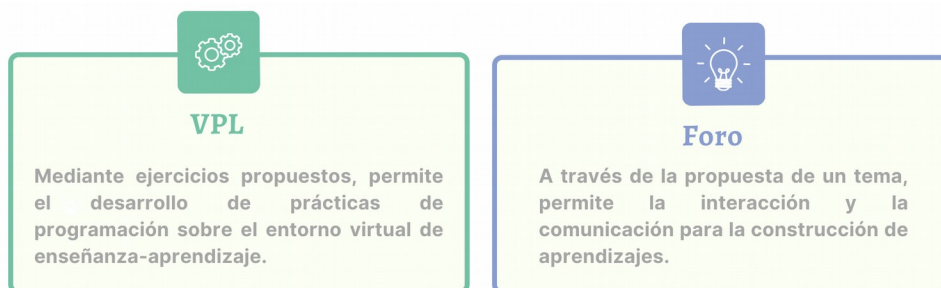 VPL
Mediante ejercicios propuestos, permite
el desarrollo de prácticas de
programación sobre el entorno virtual de
enseñanza-aprendizaje.
Foro
A través de la propuesta de un tema,
permite la interacción y la
comunicación para la construcción de
aprendizajes.